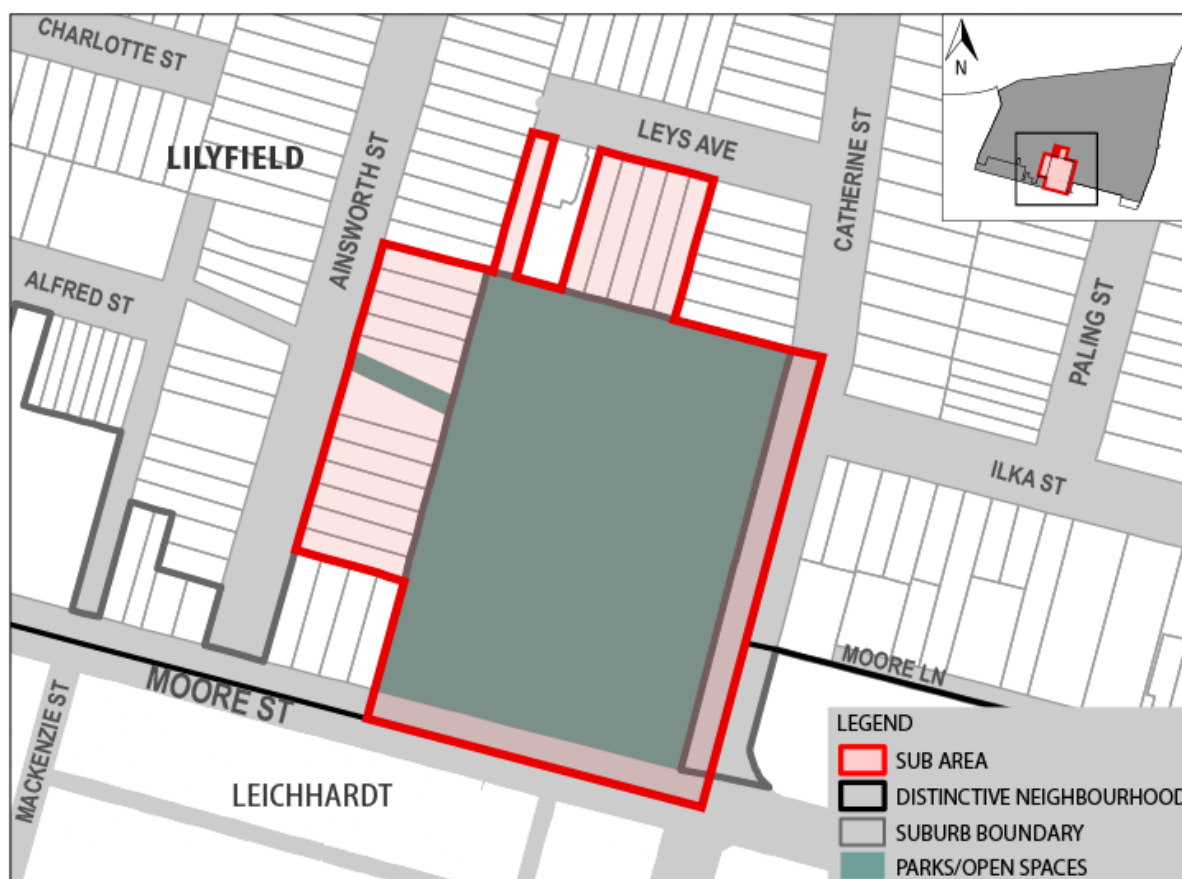 CHARLOTTE ST
LILYFIELD
AINSWORTH ST
LEYS AVE
CATHERINE ST
N
ALFRED ST
PALING ST
ILKA ST
MOORE LN
MOORE ST
MACKENZIE ST
LEICHHARDT
LEGEND
SUB AREA
DISTINCTIVE NEIGHBOURHOOD
SUBURB BOUNDARY
PARKS/OPEN SPACES